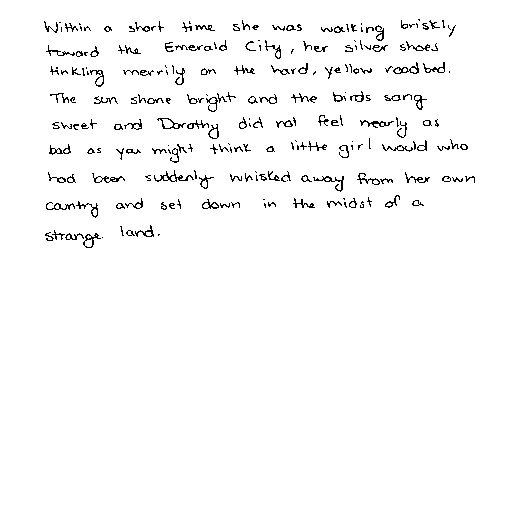 Within a short time she was walking briskly
toward the Emerald City, her silver shoes
tinkling merrily on the hard, yellow roadbed.
The sun shone bright and the birds sang
sweet and Dorothy did not feel nearly as
bad as you might think a little girl would who
had been suddenly whisked away from her own
country and set down in the midst of a
strange land.